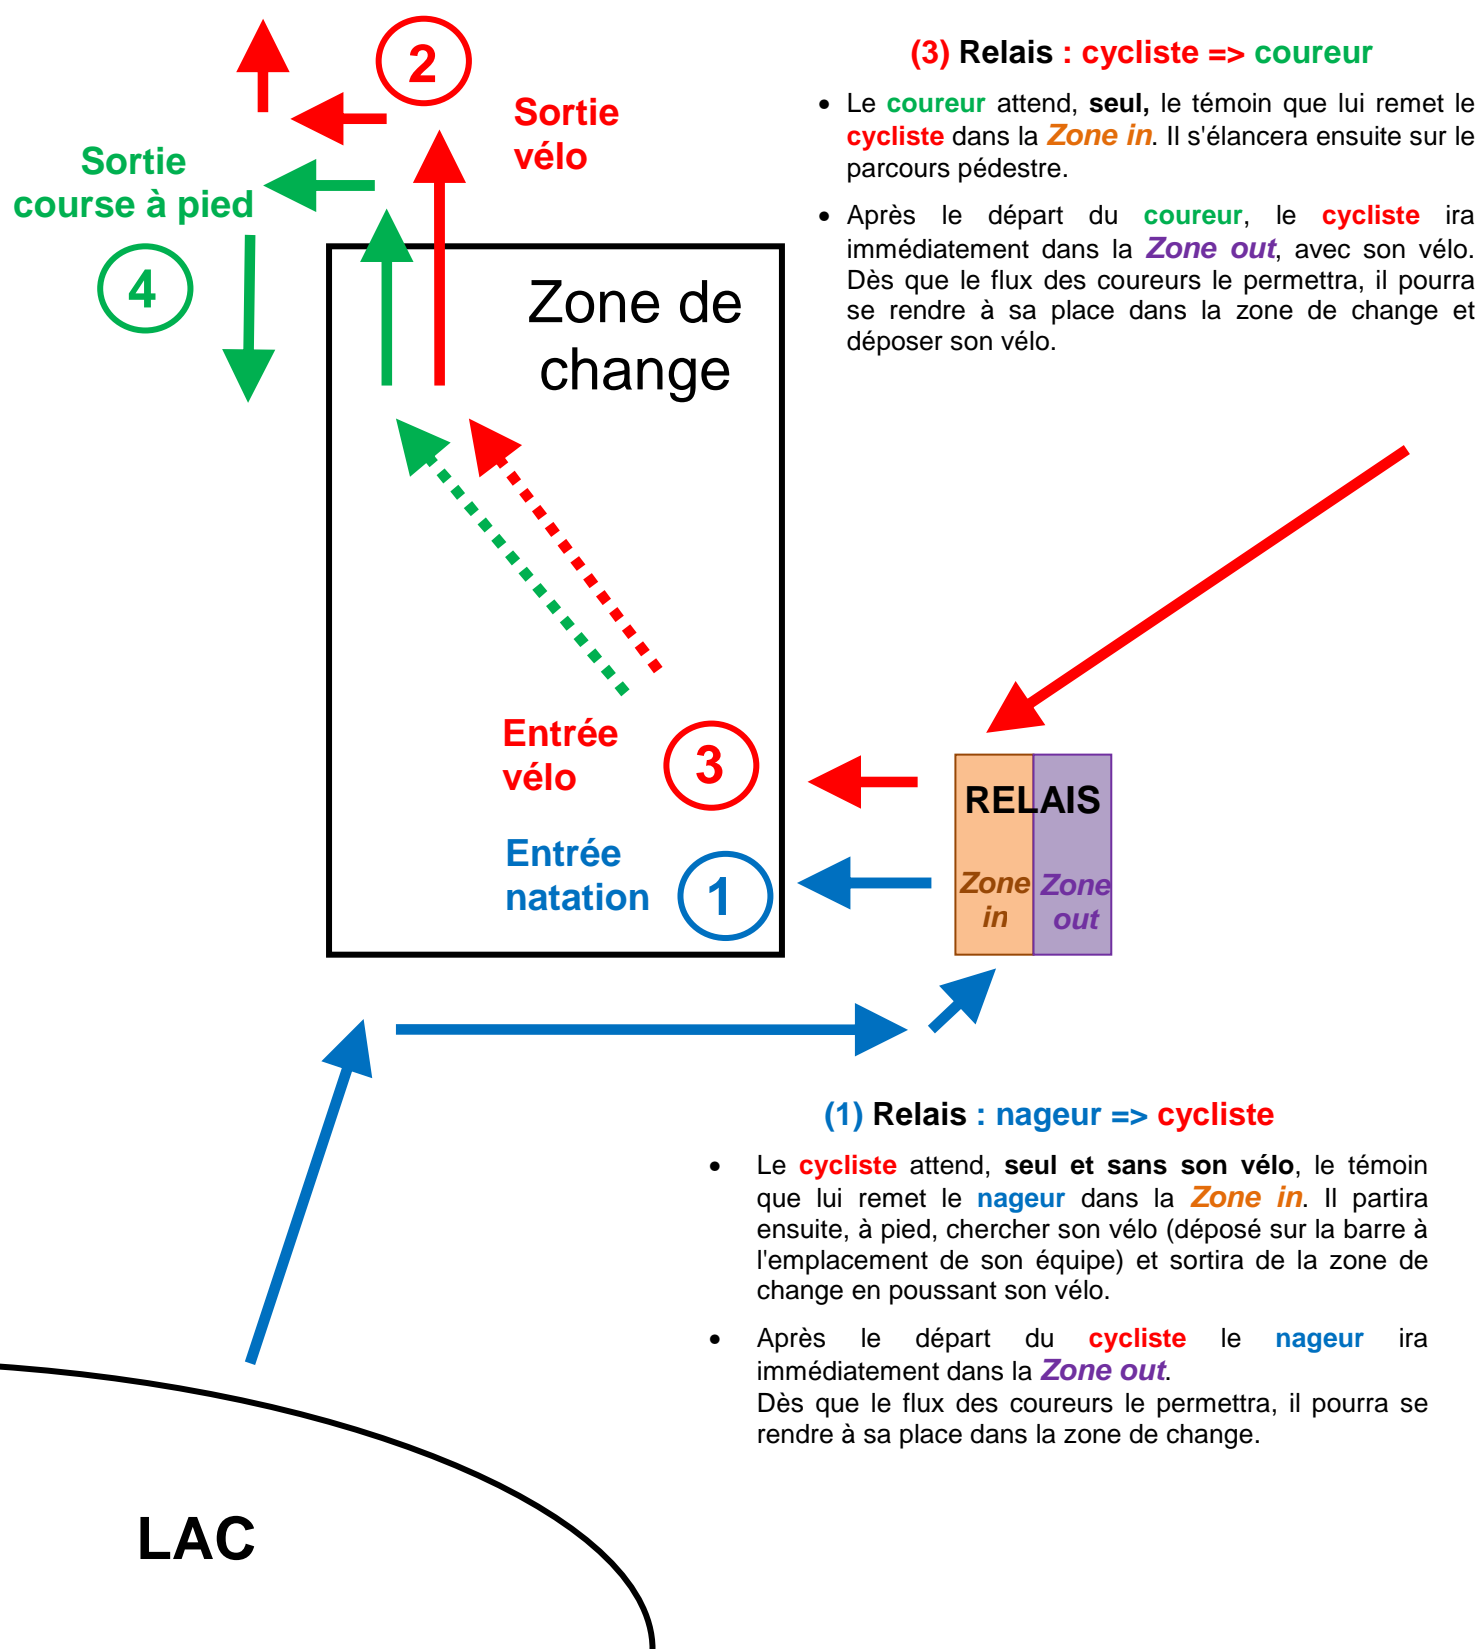 2
Sortie
vélo
Sortie
course à pied
4
(3) Relais : cycliste => coureur
• Le coureur attend, seul, le témoin que lui remet le
cycliste dans la Zone in. Il s'élancera ensuite sur le
parcours pédestre.
• Après le départ du coureur, le cycliste ira
immédiatement dans la Zone out, avec son vélo.
Dès que le flux des coureurs le permettra, il pourra
se rendre à sa place dans la zone de change et
déposer son vélo.
Zone de
change
Entrée
vélo
3
Entrée
natation
1
RELAIS
Zone
in
Zone
out
(1) Relais : nageur => cycliste
• Le cycliste attend, seul et sans son vélo, le témoin
que lui remet le nageur dans la Zone in. Il partira
ensuite, à pied, chercher son vélo (déposé sur la barre à
l'emplacement de son équipe) et sortira de la zone de
change en poussant son vélo.
• Après le départ du cycliste le nageur ira
immédiatement dans la Zone out.
Dès que le flux des coureurs le permettra, il pourra se
rendre à sa place dans la zone de change.
LAC